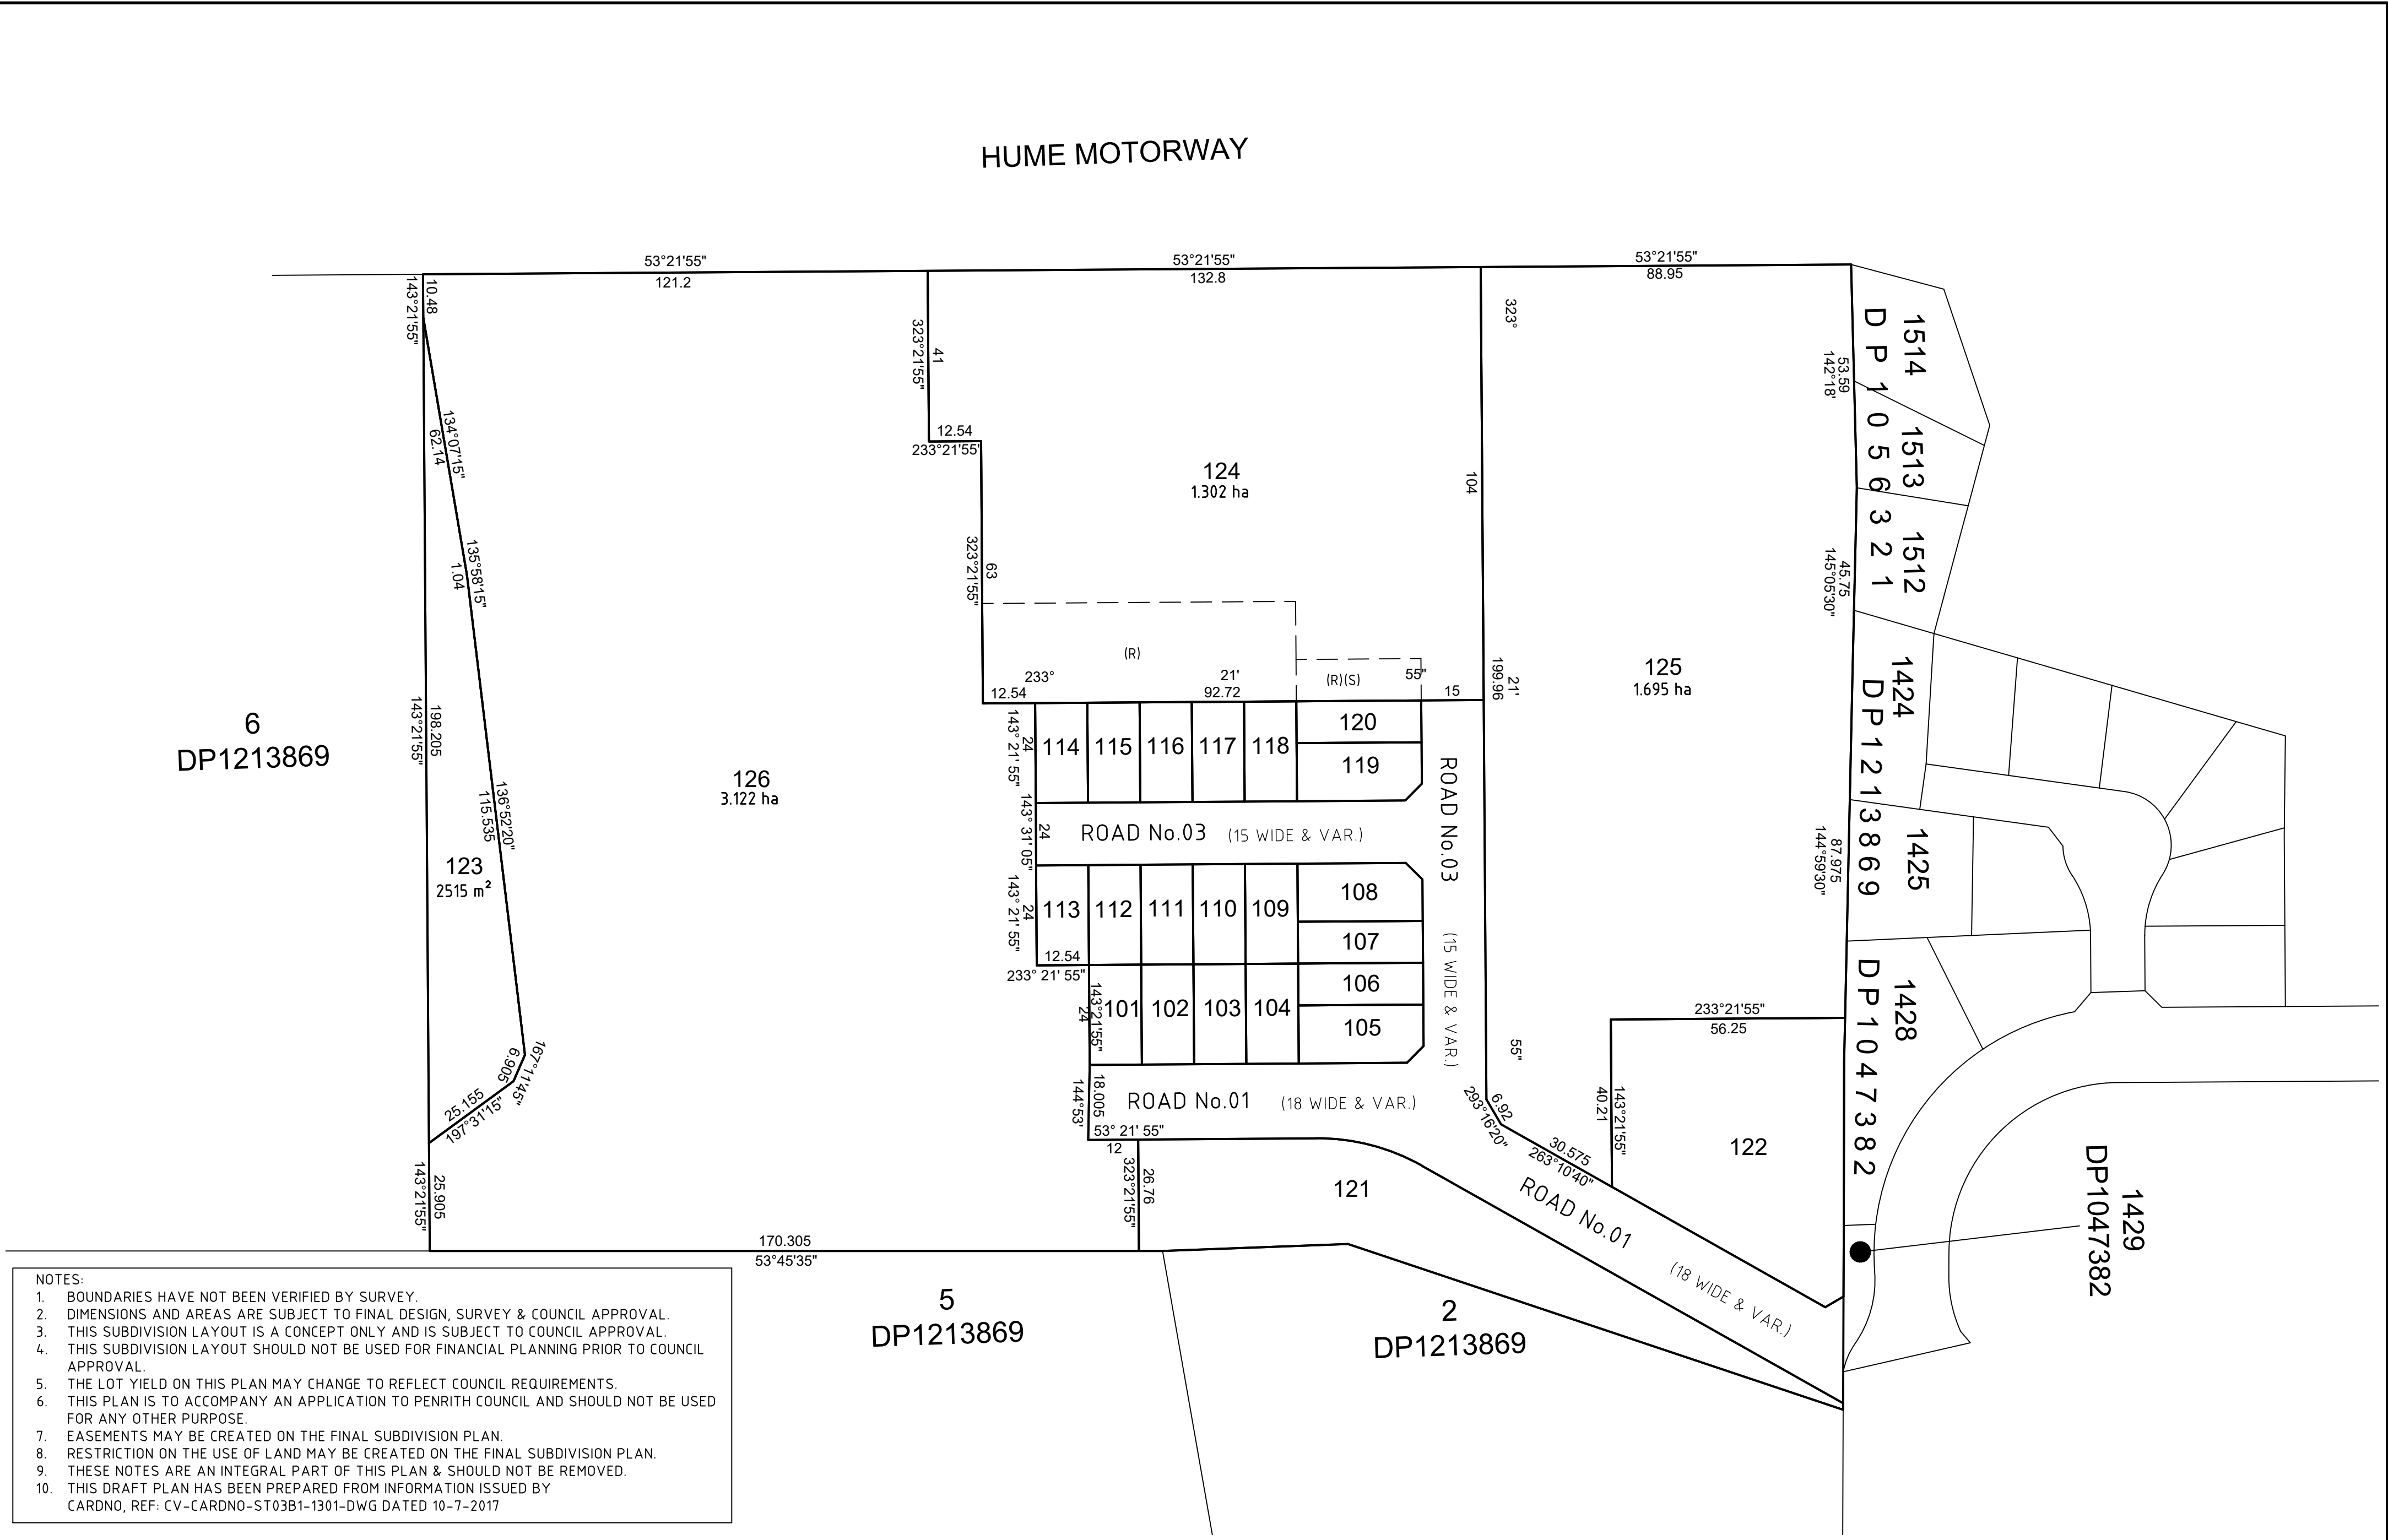 HUME MOTORWAY
53°21'55"
121.2
53°21'55"
132.8
53°21'55"
88.95
10.48
143°21'55"
323°21'55"
41
12.54
233°21'55"
323°
53.59
142°18'
1514
1513
1512
DP1056321
134°07'15"
62.14
135°58'15"
1.04
124
1.302 ha
104
323°21'55"
63
45.75
145°05'30"
(R)
(R)(S)
233°
21'
55"
12.54
92.72
15
199.96
21'
125
1.695 ha
1424
DP1213869
1425
6
DP1213869
198.205
143°21'55"
136°52'20"
115.535
126
3.122 ha
123
2515 m²
143° 21' 55"
24
114
115
116
117
118
120
119
143° 31' 05"
24
ROAD No.03 (15 WIDE & VAR.)
ROAD No.03 (15 WIDE & VAR.)
87.975
144°59'30"
143° 21' 55"
24
113
112
111
110
109
108
107
12.54
233° 21' 55"
143°21'55"
24
101
102
103
104
106
105
55"
233°21'55"
56.25
1428
DP1047382
167°11'45"
6.905
25.155
197°31'15"
18.005
144°53'
ROAD No.01 (18 WIDE & VAR.)
53° 21' 55"
12
6.92
293°16'20"
30.575
263°10'40"
143°21'55"
40.21
122
25.905
143°21'55"
323°21'55"
26.76
121
ROAD No.01 (18 WIDE & VAR.)
1429
DP1047382
170.305
53°45'35"
5
DP1213869
2
DP1213869
NOTES:
1. BOUNDARIES HAVE NOT BEEN VERIFIED BY SURVEY.
2. DIMENSIONS AND AREAS ARE SUBJECT TO FINAL DESIGN, SURVEY & COUNCIL APPROVAL.
3. THIS SUBDIVISION LAYOUT IS A CONCEPT ONLY AND IS SUBJECT TO COUNCIL APPROVAL.
4. THIS SUBDIVISION LAYOUT SHOULD NOT BE USED FOR FINANCIAL PLANNING PRIOR TO COUNCIL
APPROVAL.
5. THE LOT YIELD ON THIS PLAN MAY CHANGE TO REFLECT COUNCIL REQUIREMENTS.
6. THIS PLAN IS TO ACCOMPANY AN APPLICATION TO PENRITH COUNCIL AND SHOULD NOT BE USED
FOR ANY OTHER PURPOSE.
7. EASEMENTS MAY BE CREATED ON THE FINAL SUBDIVISION PLAN.
8. RESTRICTION ON THE USE OF LAND MAY BE CREATED ON THE FINAL SUBDIVISION PLAN.
9. THESE NOTES ARE AN INTEGRAL PART OF THIS PLAN & SHOULD NOT BE REMOVED.
10. THIS DRAFT PLAN HAS BEEN PREPARED FROM INFORMATION ISSUED BY
CARDNO, REF: CV-CARDNO-ST03B1-1301-DWG DATED 10-7-2017